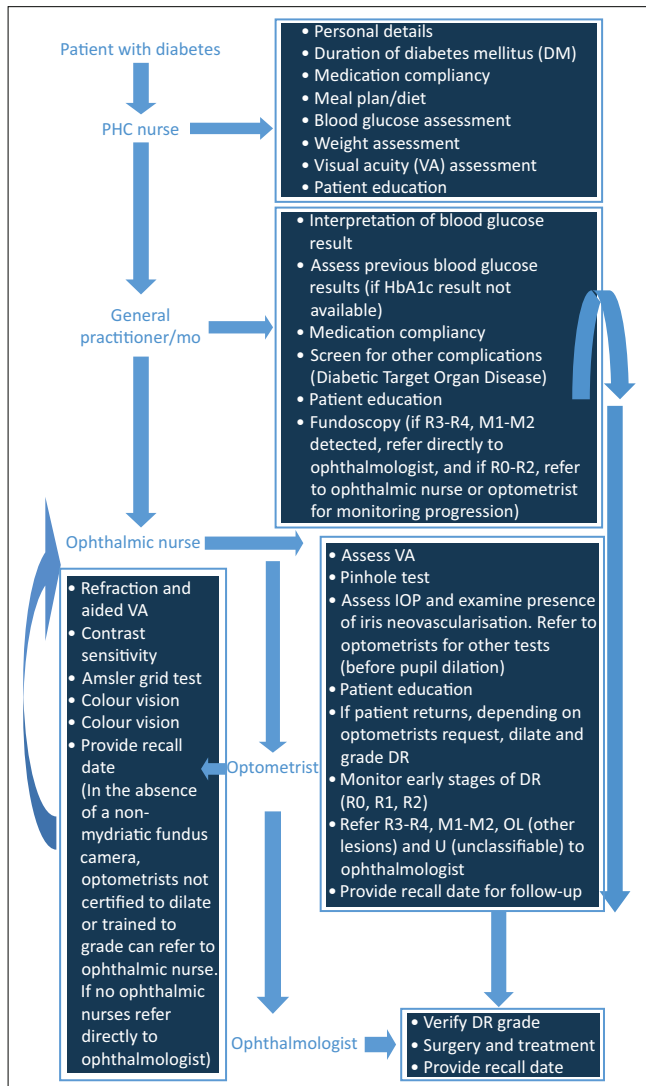 Patient with diabetes
PHC nurse
• Personal details
• Duration of diabetes mellitus (DM)
• Medication compliancy
• Meal plan/diet
• Blood glucose assessment
• Weight assessment
• Visual acuity (VA) assessment
• Patient education
General
practitioner/mo
• Interpretation of blood glucose
result
• Assess previous blood glucose
results (if HbA1c result not
available)
• Medication compliancy
• Screen for other complications
(Diabetic Target Organ Disease)
• Patient education
• Fundoscopy (if R3-R4, M1-M2
detected, refer directly to
ophthalmologist, and if R0-R2, refer
to ophthalmic nurse or optometrist
for monitoring progression)
Ophthalmic nurse
• Assess VA
• Pinhole test
• Assess IOP and examine presence
of iris neovascularisation. Refer to
optometrists for other tests
(before pupil dilation)
• Patient education
• If patient returns, depending on
optometrists request, dilate and
grade DR
• Monitor early stages of DR
(R0, R1, R2)
• Refer R3-R4, M1-M2, OL (other
lesions) and U (unclassifiable) to
ophthalmologist
• Provide recall date for follow-up
Optometrist
• Refraction and
aided VA
• Contrast
sensitivity
• Amsler grid test
• Colour vision
• Colour vision
• Provide recall
date
(In the absence
of a non-
mydriatic fundus
camera,
optometrists not
certified to dilate
or trained to
grade can refer to
ophthalmic nurse.
If no ophthalmic
nurses refer
directly to
ophthalmologist)
Ophthalmologist
• Verify DR grade
• Surgery and treatment
• Provide recall date